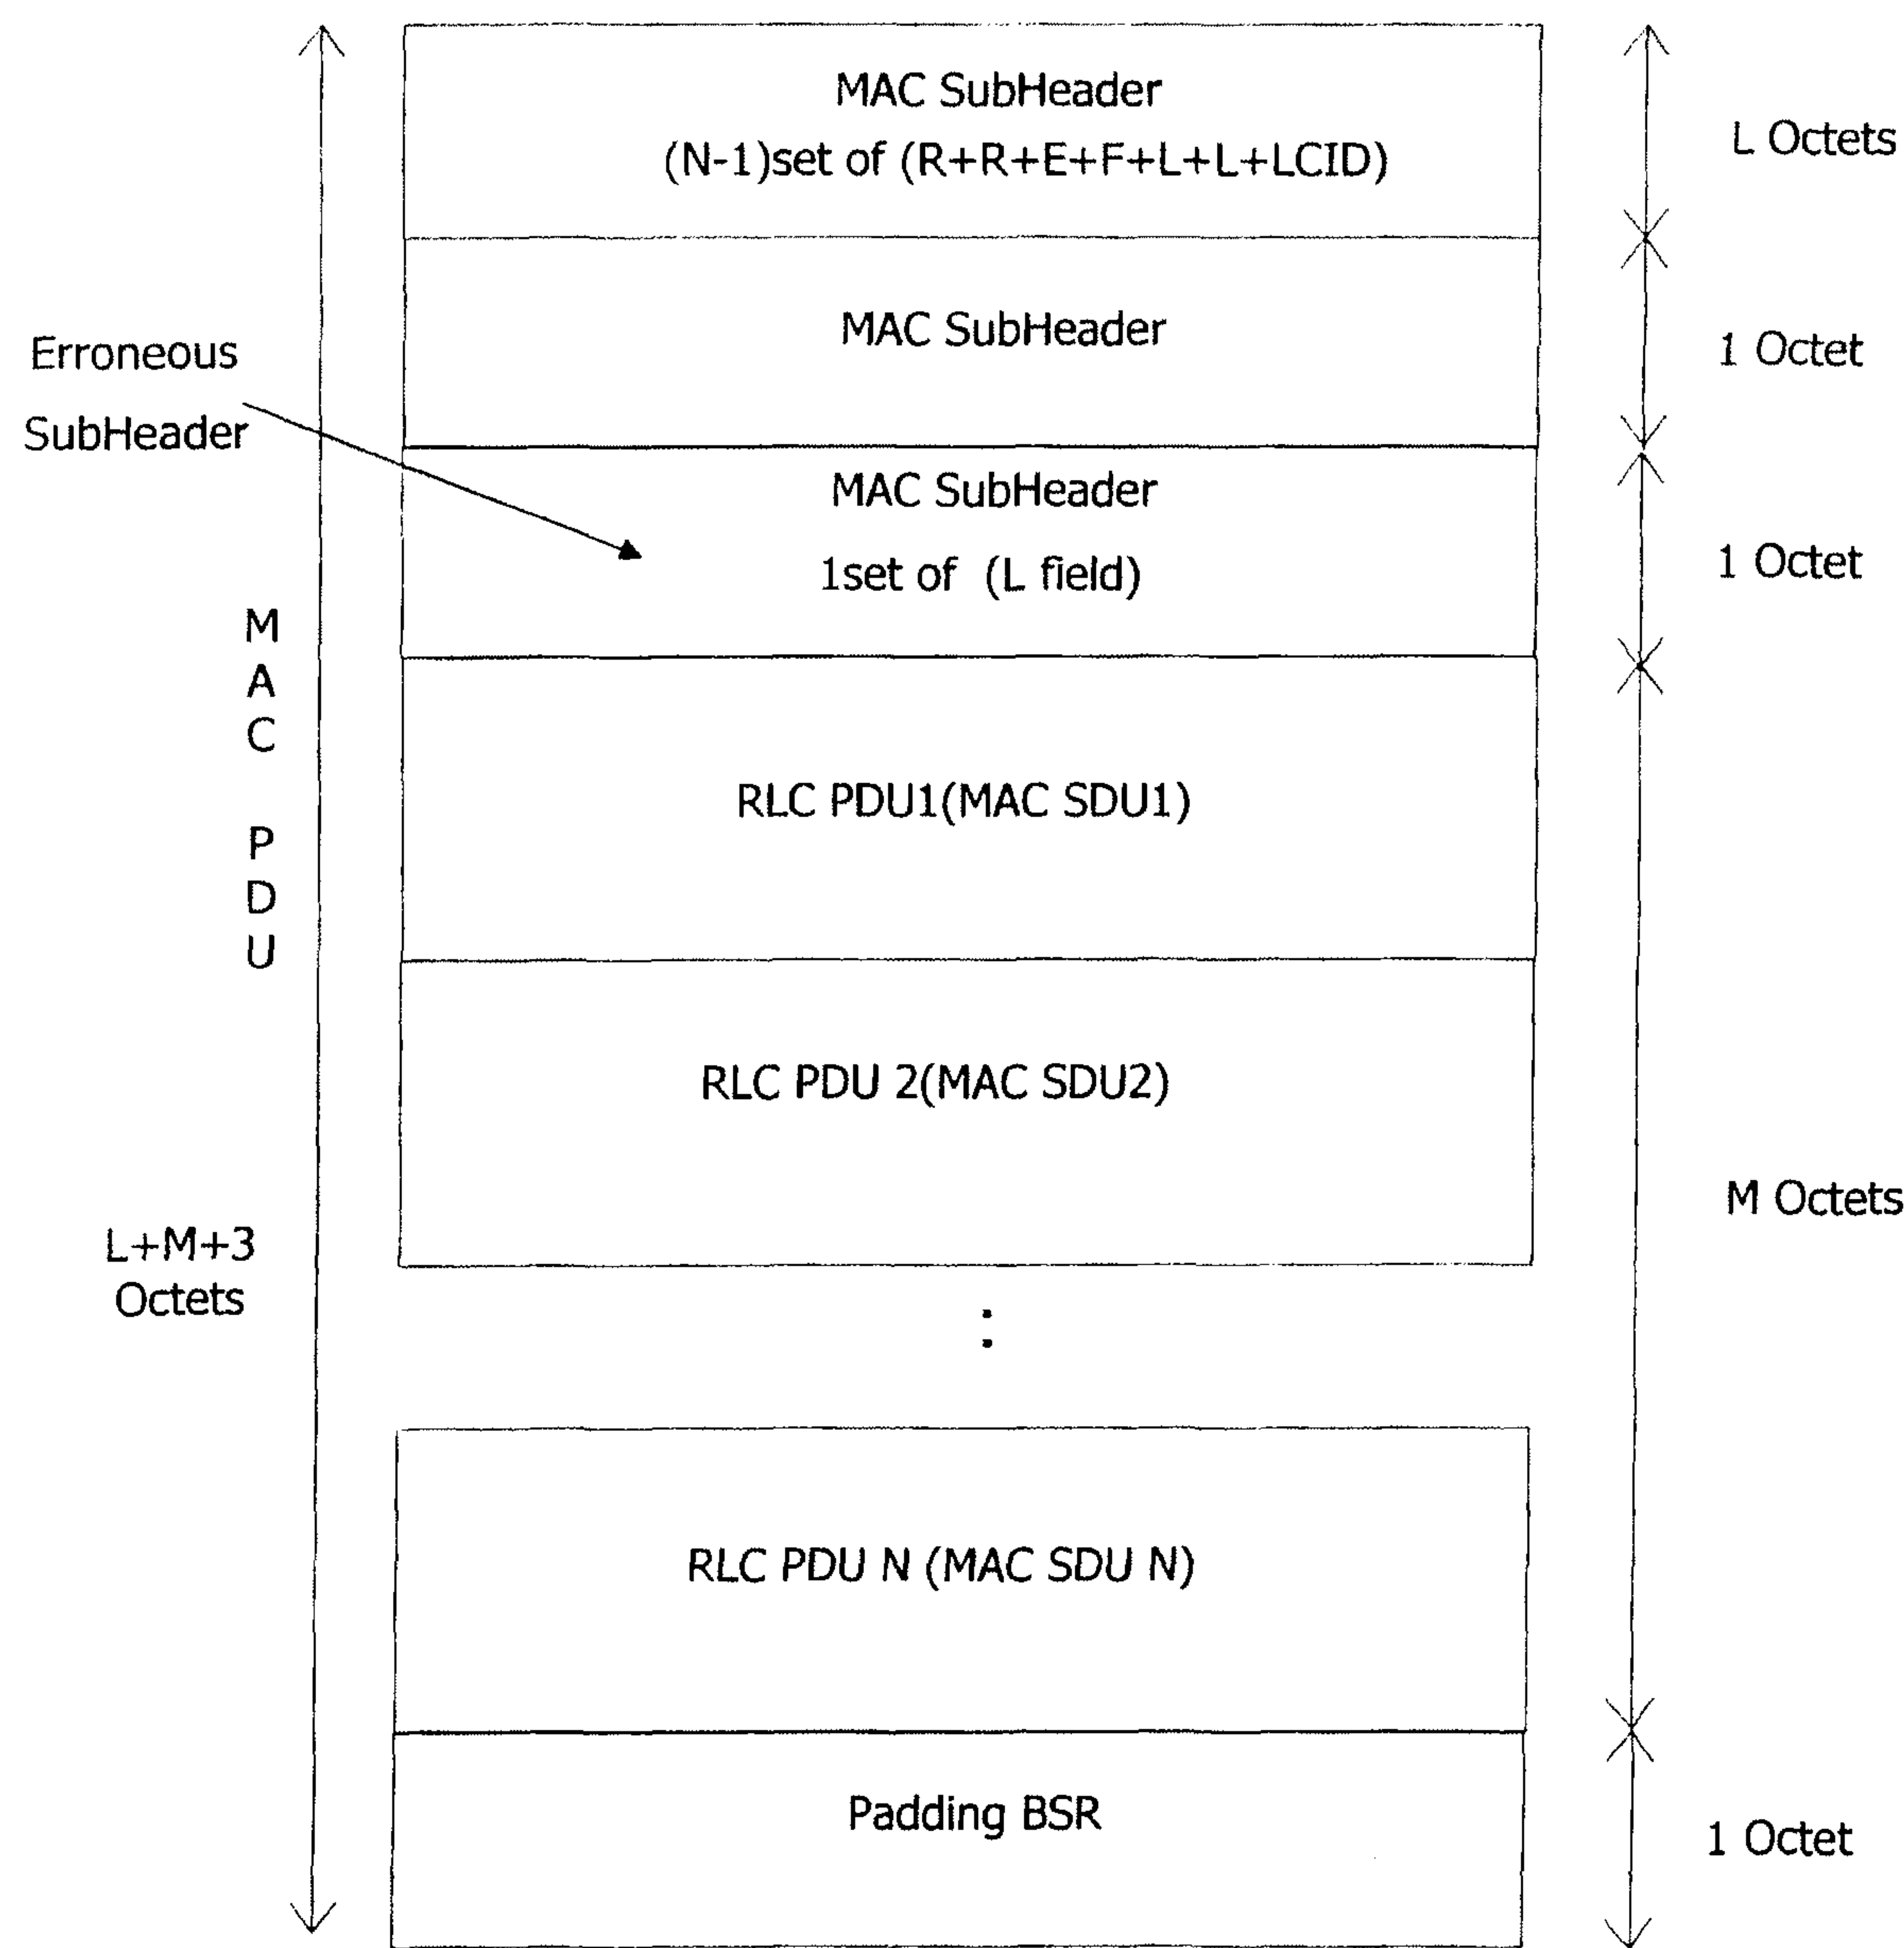 MAC SubHeader
(N-1)set of (R+R+E+F+L+L+LCID)
L Octets
MAC SubHeader
1 Octet
Erroneous
SubHeader
MAC SubHeader
1set of (L field)
1 Octet
MAC PDU
RLC PDU1(MAC SDU1)
RLC PDU 2(MAC SDU2)
M Octets
L+M+3
Octets
:
RLC PDU N (MAC SDU N)
Padding BSR
1 Octet